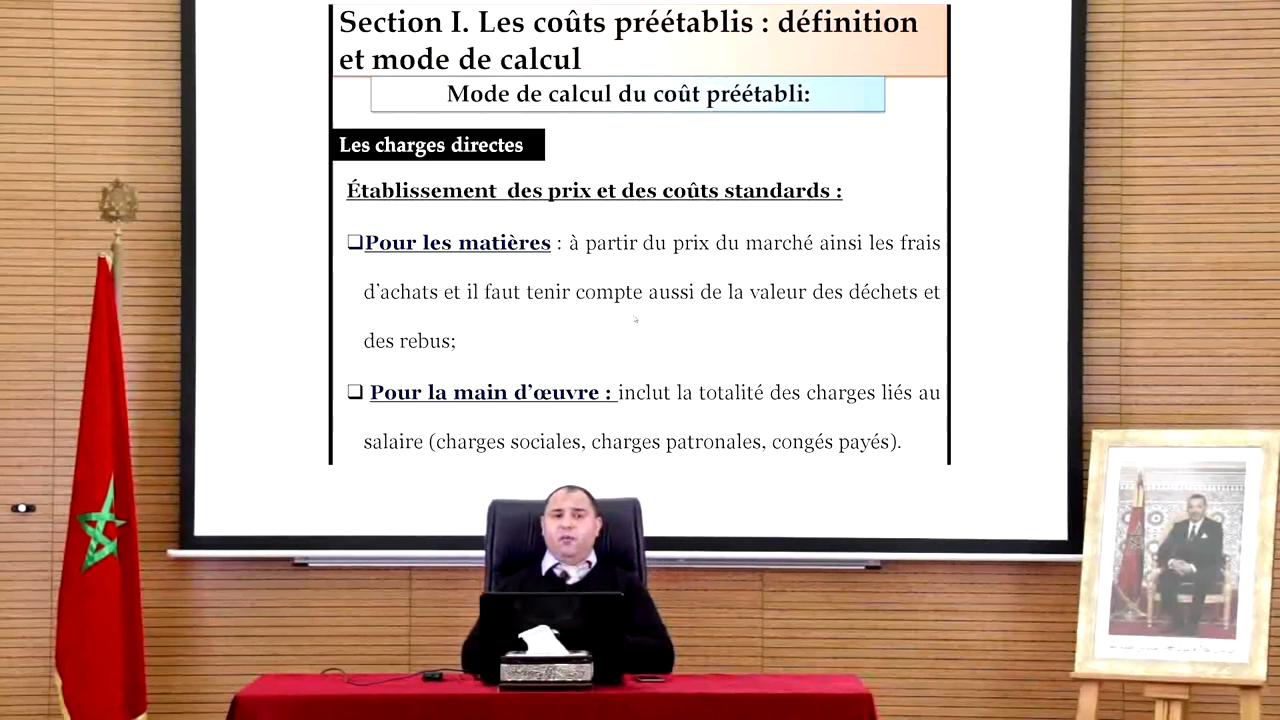 Section I. Les coûts préétablis : définition
et mode de calcul
Mode de calcul du coût préétabli:
Les charges directes
Établissement des prix et des coûts standards :
❑Pour les matières : à partir du prix du marché ainsi les frais
d'achats et il faut tenir compte aussi de la valeur des déchets et
des rebus;
❑ Pour la main d'œuvre : inclut la totalité des charges liés au
salaire (charges sociales, charges patronales, congés payés).